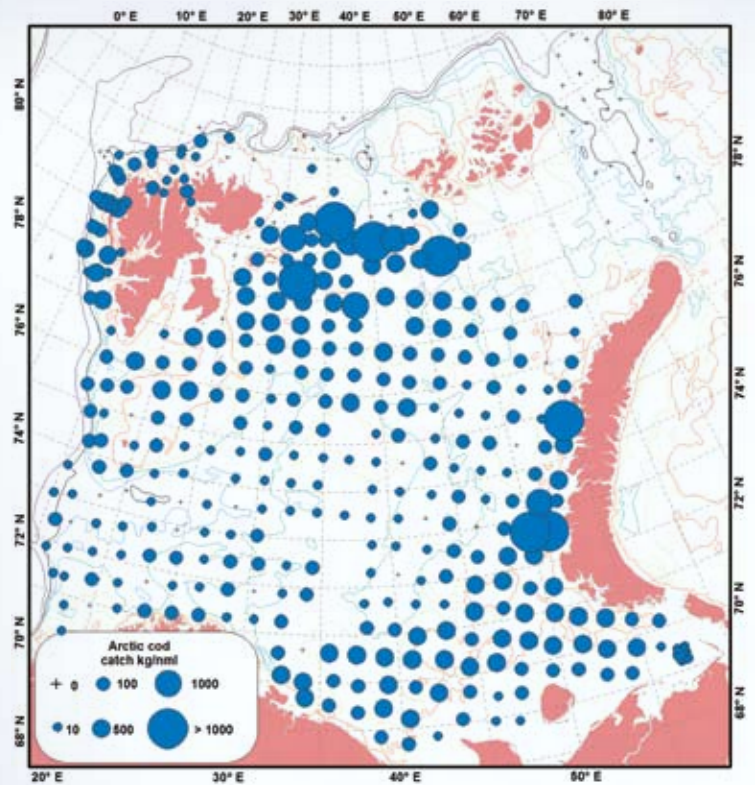 0° E 10° E 20° E 30° E 40° E 50° E 60° E 70° E 80° E
80° N
78° N
76° N
74° N
72° N
70° N
68° N
78° N
76° N
74° N
72° N
70° N
68° N
Arctic cod
catch kg/nml
+ 0 100 1000
10 500 > 1000
20° E 30° E 40° E 50° E